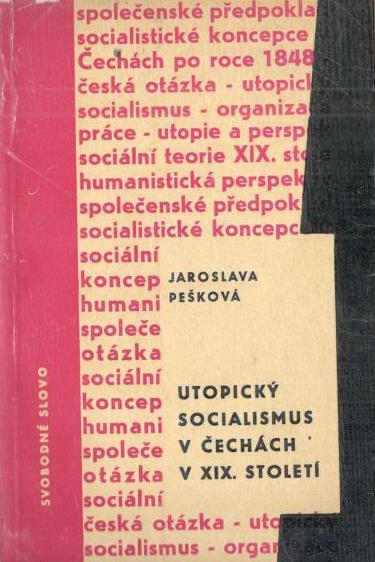 společenské předpokla
socialistické koncepce
Čechách po roce 1848
česká otázka - utopick
socialismus - organiza
práce - utopie a persp
sociální teorie XIX. sto
humanistická perspek
společenské předpokl
socialistické koncepc
sociální
koncep
humani
společe
otázka
sociální
koncep
humani
společe
otázka
sociální
česká otázka - utopický
socialismus - organ
JAROSLAVA
PEŠKOVÁ
UTOPICKÝ
SOCIALISMUS
V ČECHÁCH
V XIX. STOLETÍ
SVOBODNÉ SLOVO